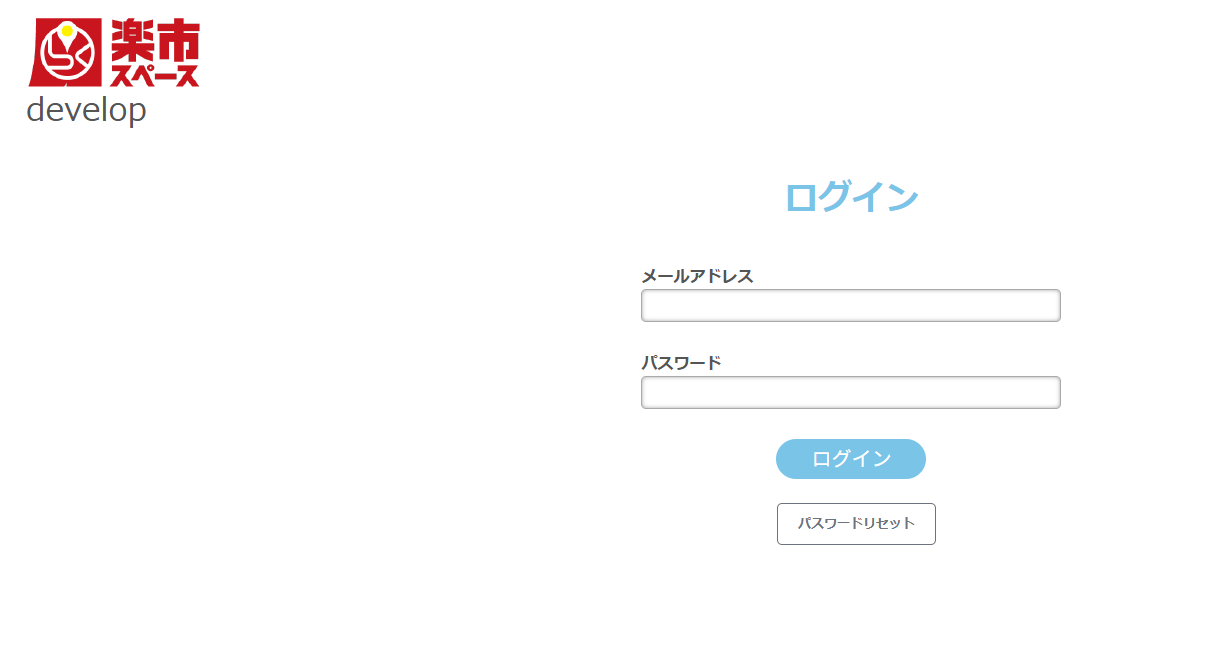 楽市
スペース
develop
ログイン
メールアドレス
パスワード
ログイン
パスワードリセット